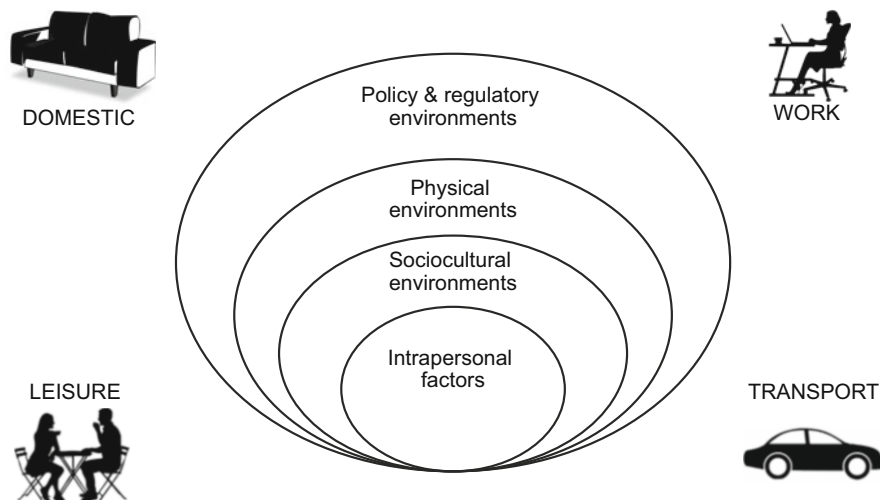 DOMESTIC
WORK
Policy & regulatory
environments
Physical
environments
Sociocultural
environments
Intrapersonal
factors
LEISURE
TRANSPORT